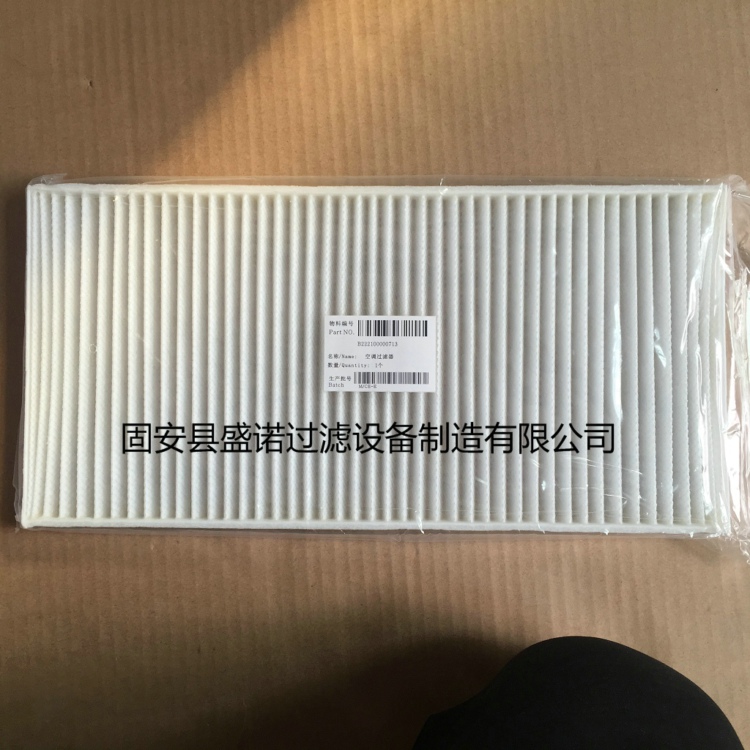 物料编号
Part NO.
B222100000713
名称/Name: 空调过滤器
数量/Quantity: 1个
生产批号
Hatch
固安县盛诺过滤设备制造有限公司